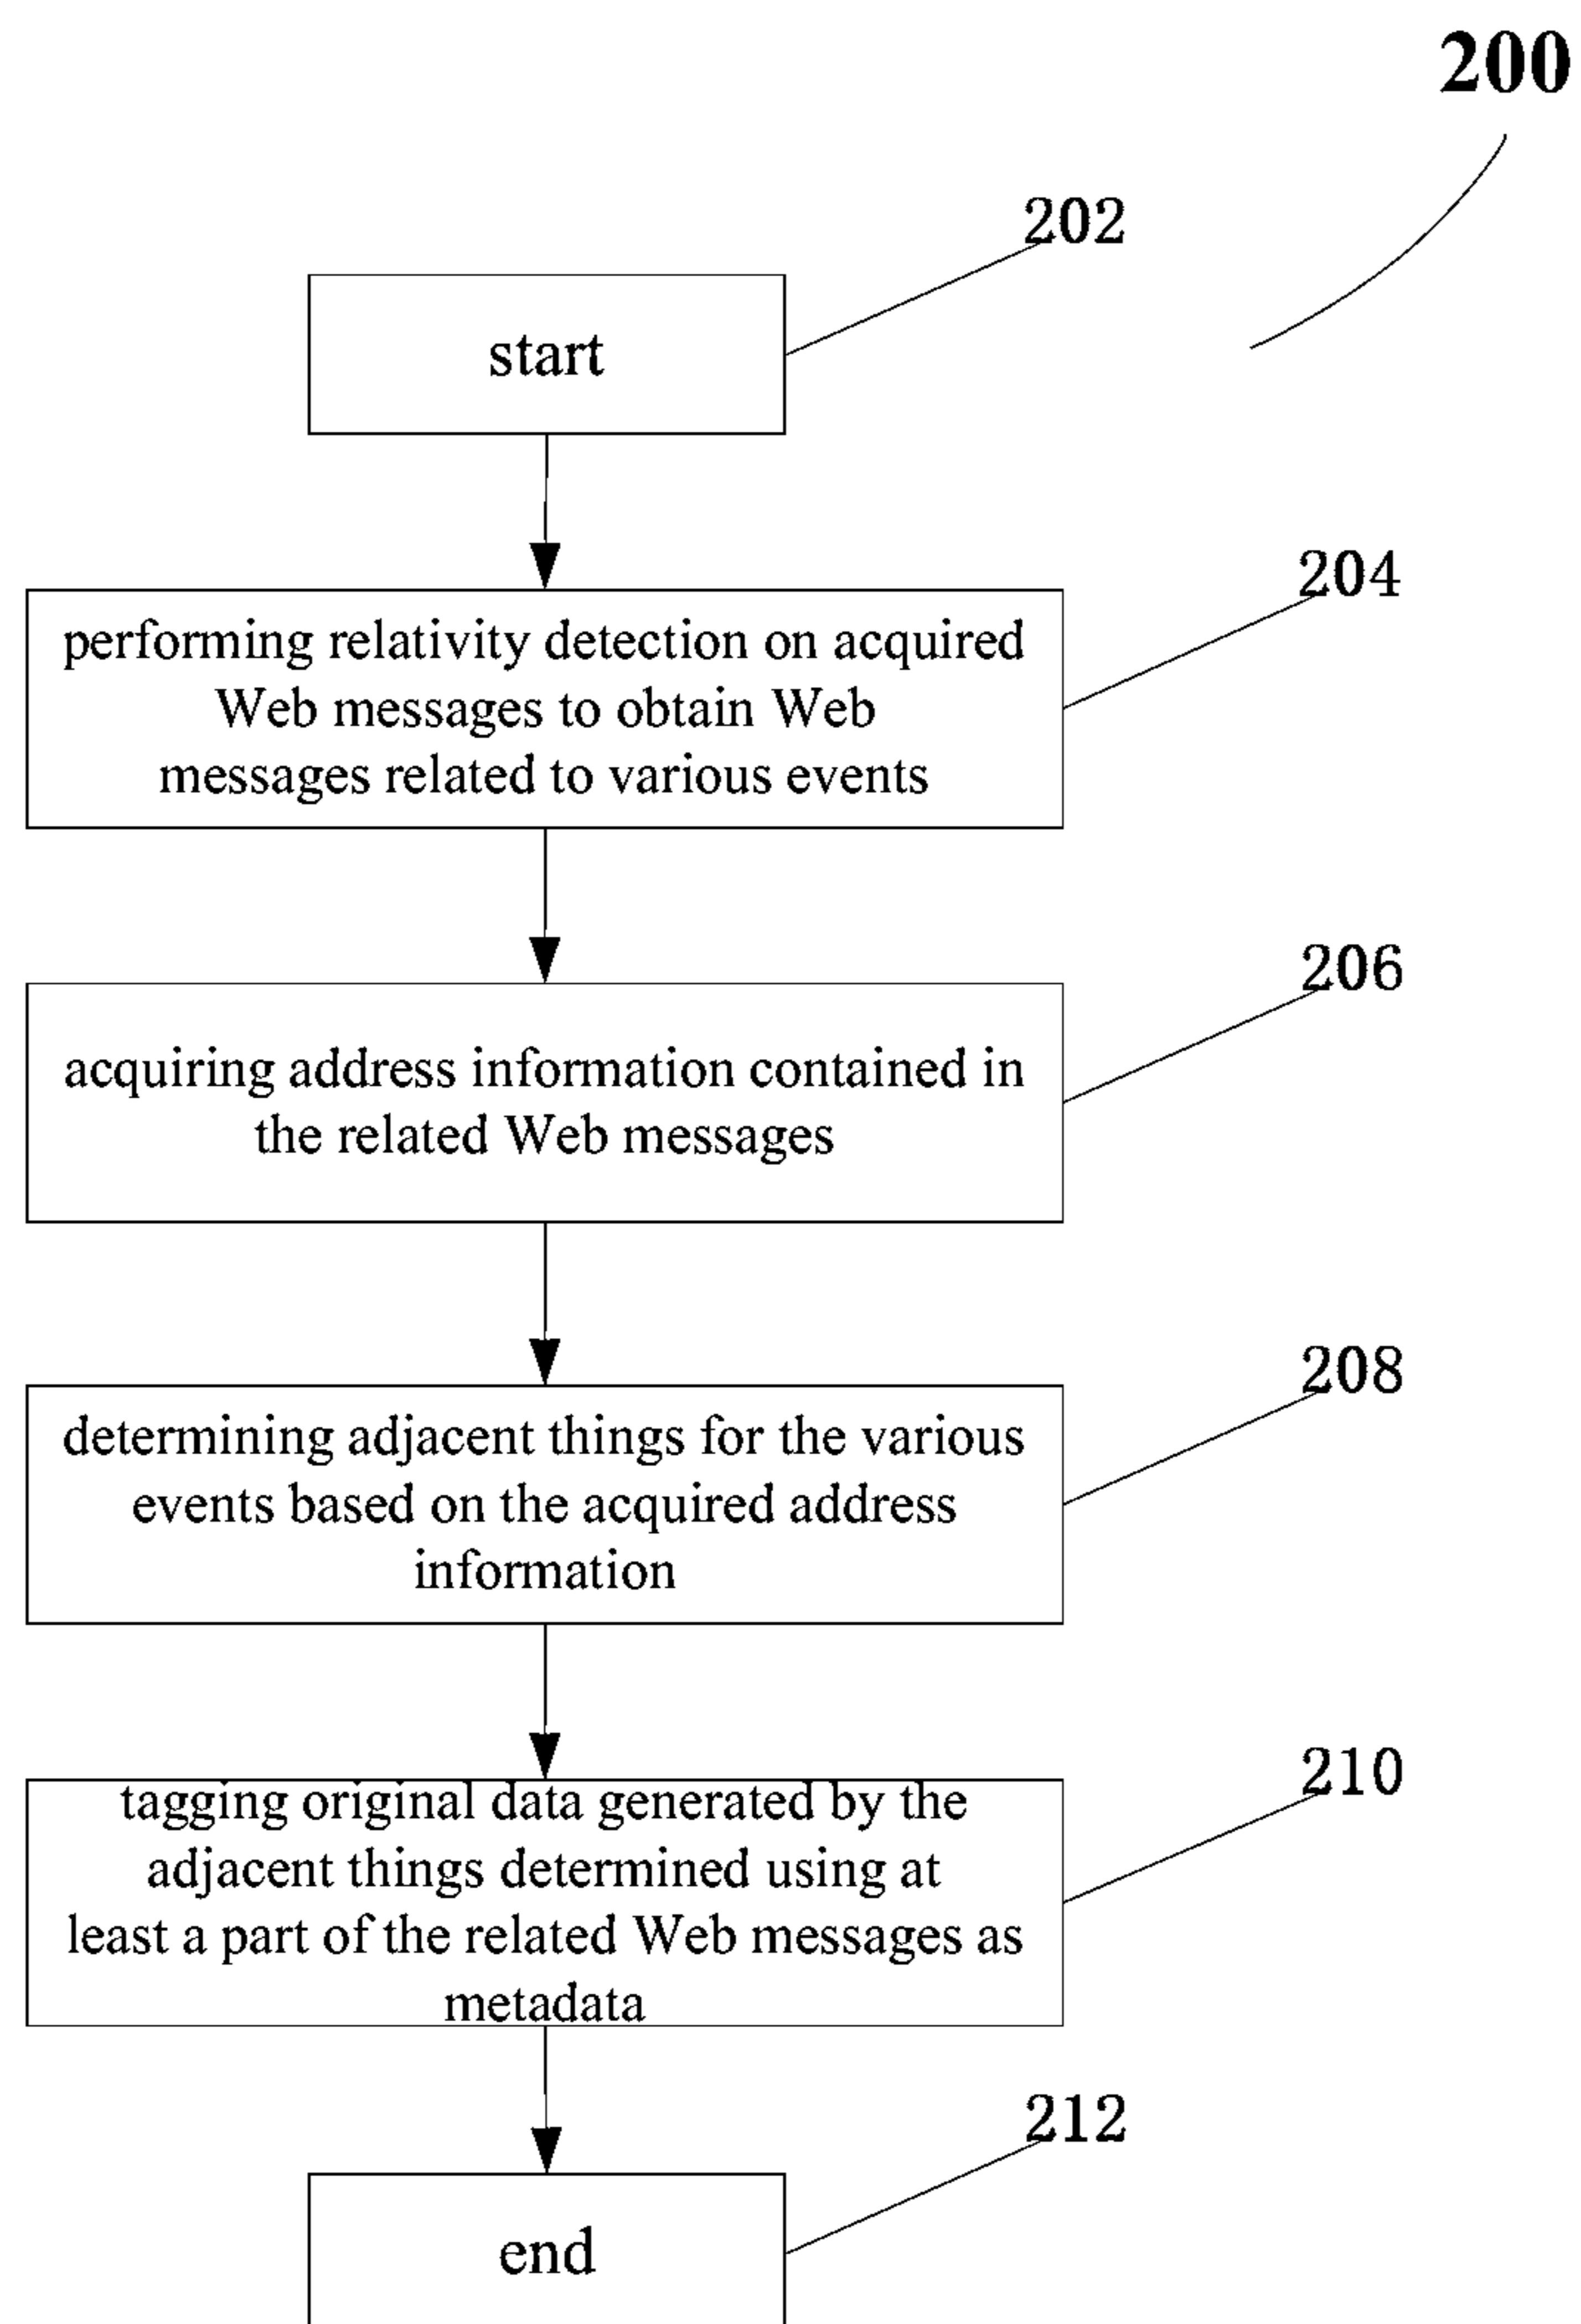 200
202
start
204
performing relativity detection on acquired
Web messages to obtain Web
messages related to various events
206
acquiring address information contained in
the related Web messages
208
determining adjacent things for the various
events based on the acquired address
information
210
tagging original data generated by the
adjacent things determined using at
least a part of the related Web messages as
metadata
212
end